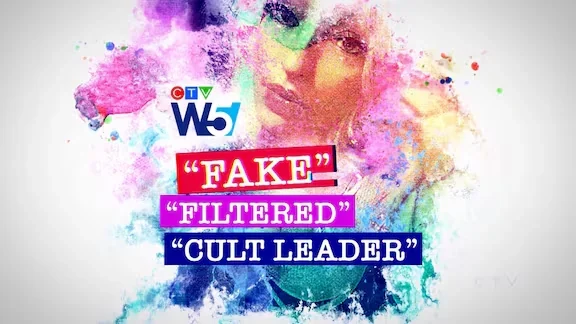 CTV
W5
“FAKE”
“FILTERED”
“CULT LEADER”
CTV